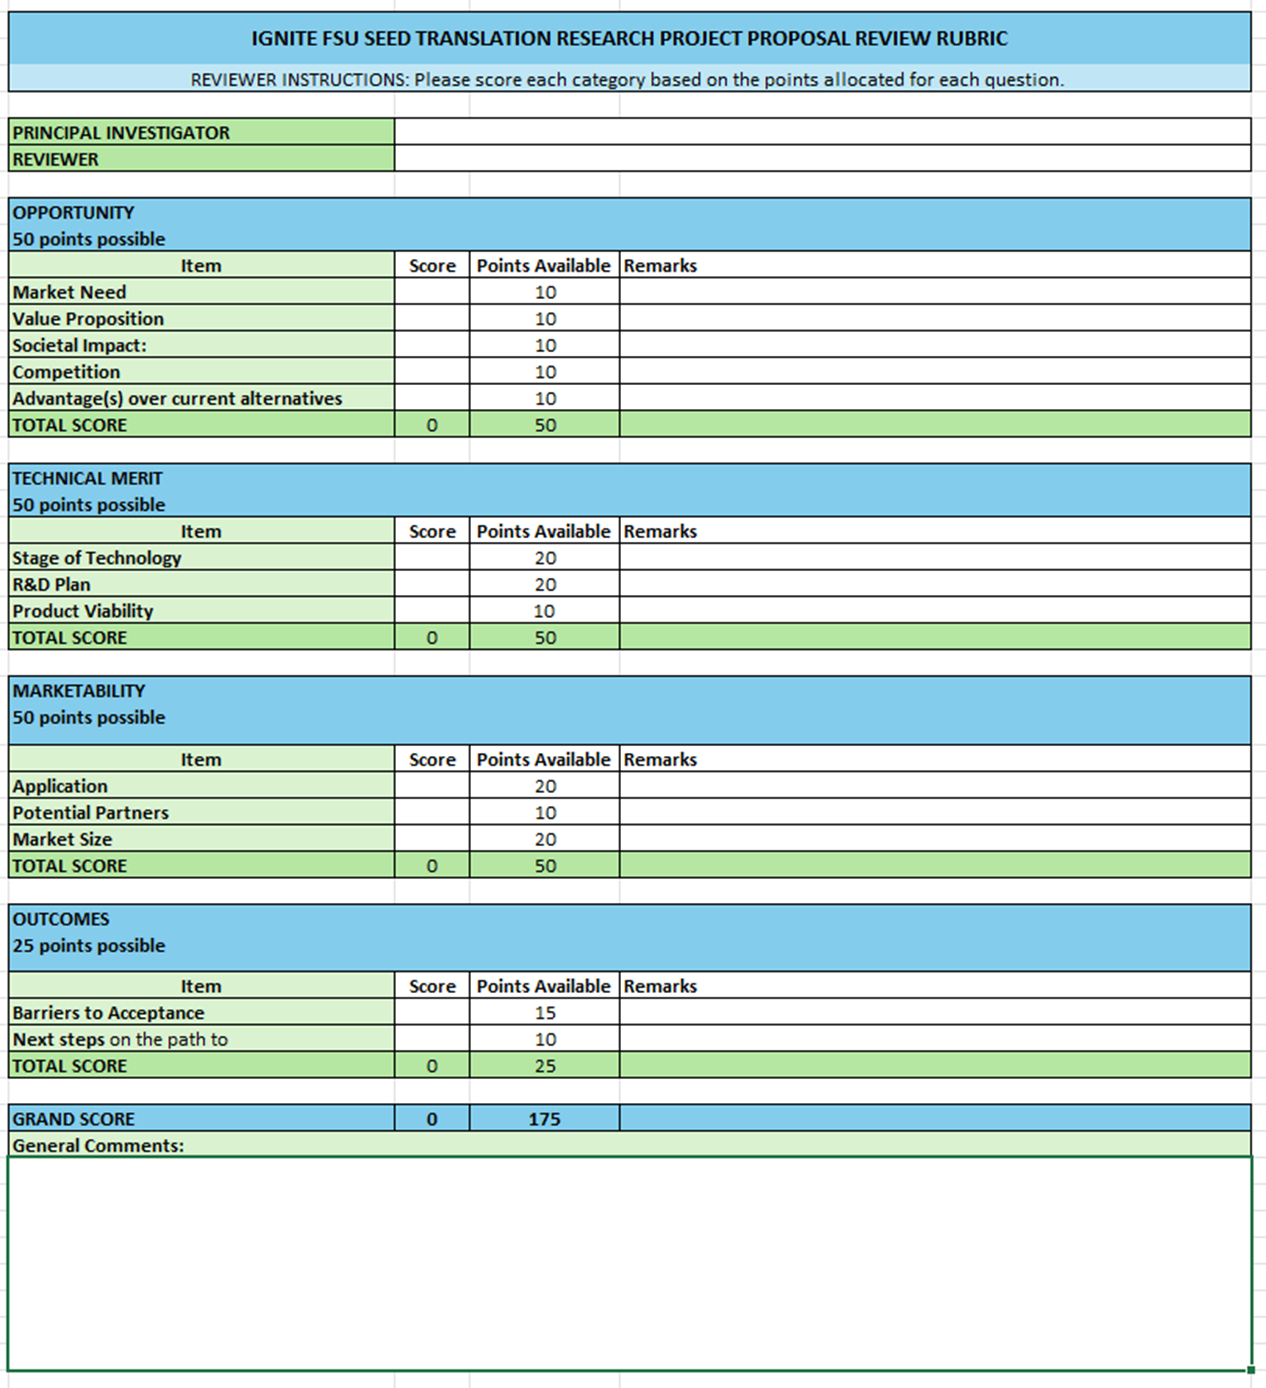 IGNITE FSU SEED TRANSLATION RESEARCH PROJECT PROPOSAL REVIEW RUBRIC
REVIEWER INSTRUCTIONS: Please score each category based on the points allocated for each question.
PRINCIPAL INVESTIGATOR
REVIEWER
OPPORTUNITY
50 points possible
Item Score Points Available Remarks
Market Need 10
Value Proposition 10
Societal Impact: 10
Competition 10
Advantage(s) over current alternatives 10
TOTAL SCORE 0 50
TECHNICAL MERIT
50 points possible
Item Score Points Available Remarks
Stage of Technology 20
R&D Plan 20
Product Viability 10
TOTAL SCORE 0 50
MARKETABILITY
50 points possible
Item Score Points Available Remarks
Application 20
Potential Partners 10
Market Size 20
TOTAL SCORE 0 50
OUTCOMES
25 points possible
Item Score Points Available Remarks
Barriers to Acceptance 15
Next steps on the path to 10
TOTAL SCORE 0 25
GRAND SCORE 0 175
General Comments: